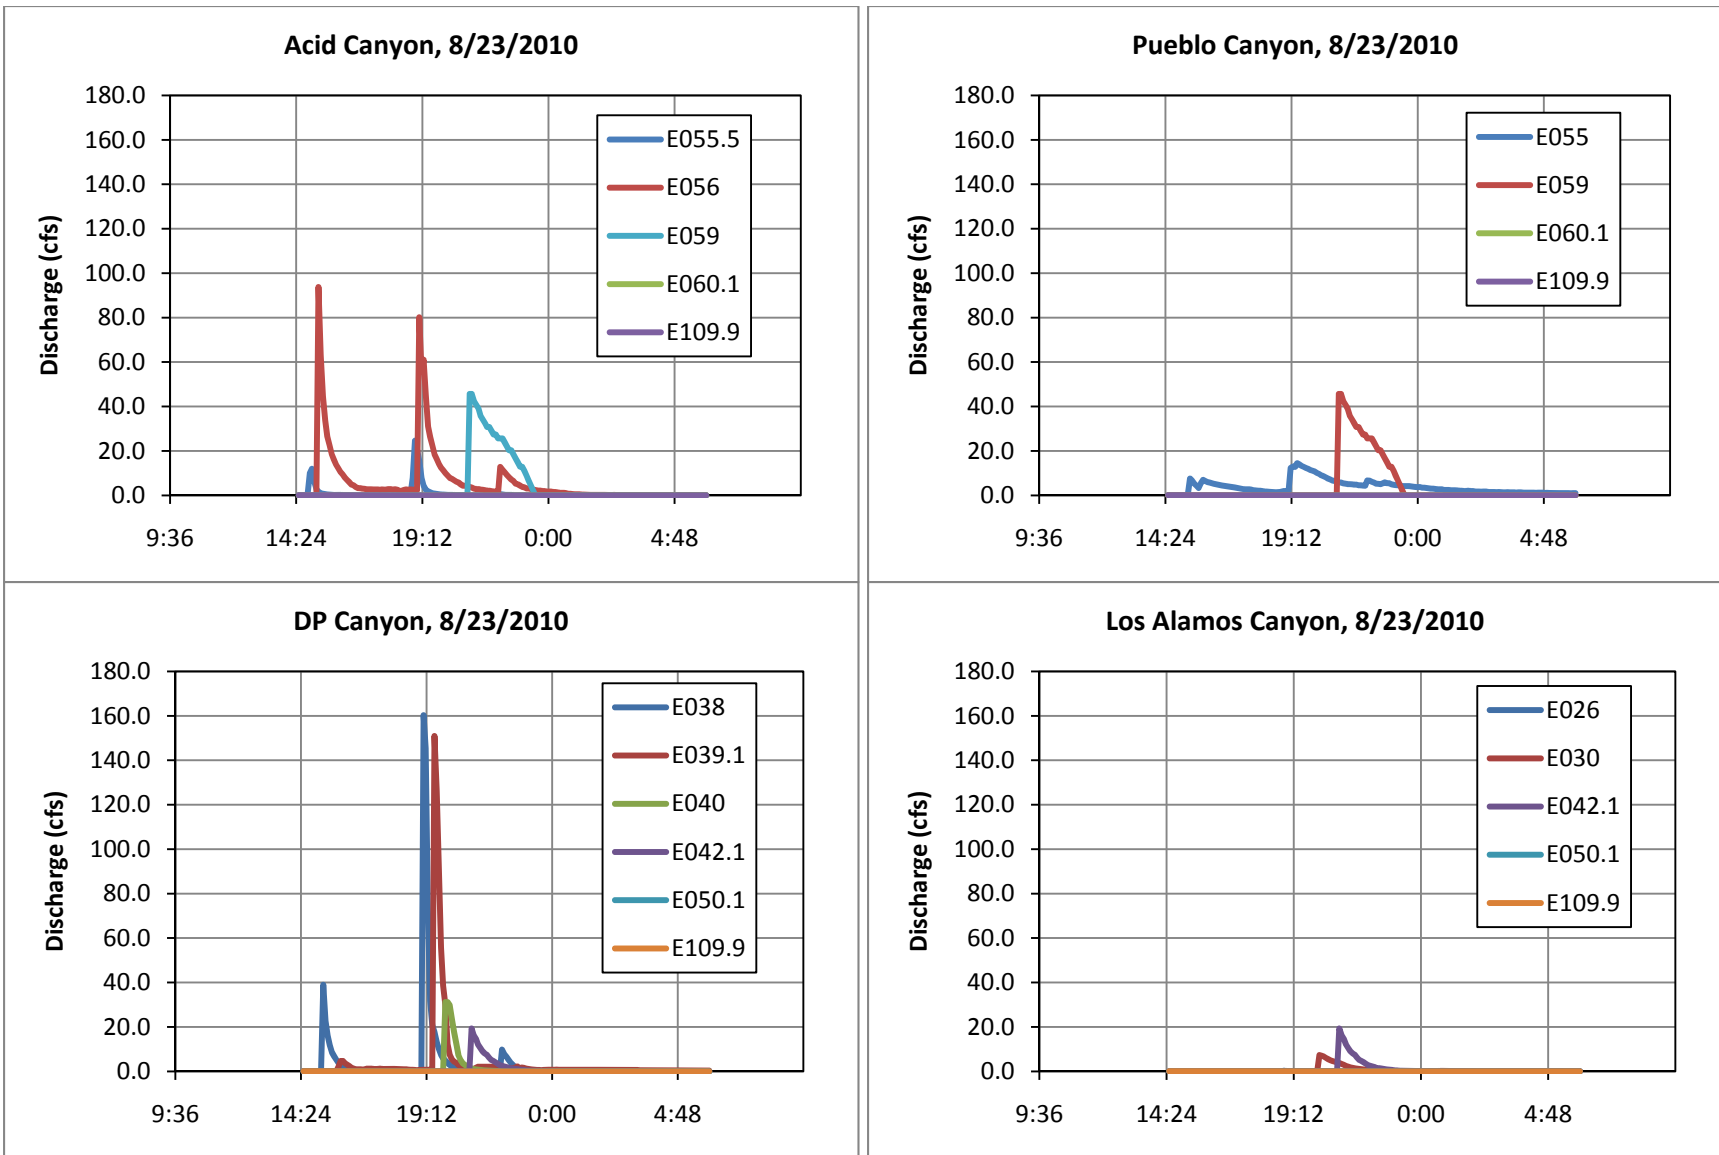 Acid Canyon, 8/23/2010
180.0
160.0
140.0
120.0
100.0
80.0
60.0
40.0
20.0
0.0
Discharge (cfs)
9:36 14:24 19:12 0:00 4:48
E055.5
E056
E059
E060.1
E109.9
Pueblo Canyon, 8/23/2010
180.0
160.0
140.0
120.0
100.0
80.0
60.0
40.0
20.0
0.0
Discharge (cfs)
9:36 14:24 19:12 0:00 4:48
E055
E059
E060.1
E109.9
DP Canyon, 8/23/2010
180.0
160.0
140.0
120.0
100.0
80.0
60.0
40.0
20.0
0.0
Discharge (cfs)
9:36 14:24 19:12 0:00 4:48
E038
E039.1
E040
E042.1
E050.1
E109.9
Los Alamos Canyon, 8/23/2010
180.0
160.0
140.0
120.0
100.0
80.0
60.0
40.0
20.0
0.0
Discharge (cfs)
9:36 14:24 19:12 0:00 4:48
E026
E030
E042.1
E050.1
E109.9